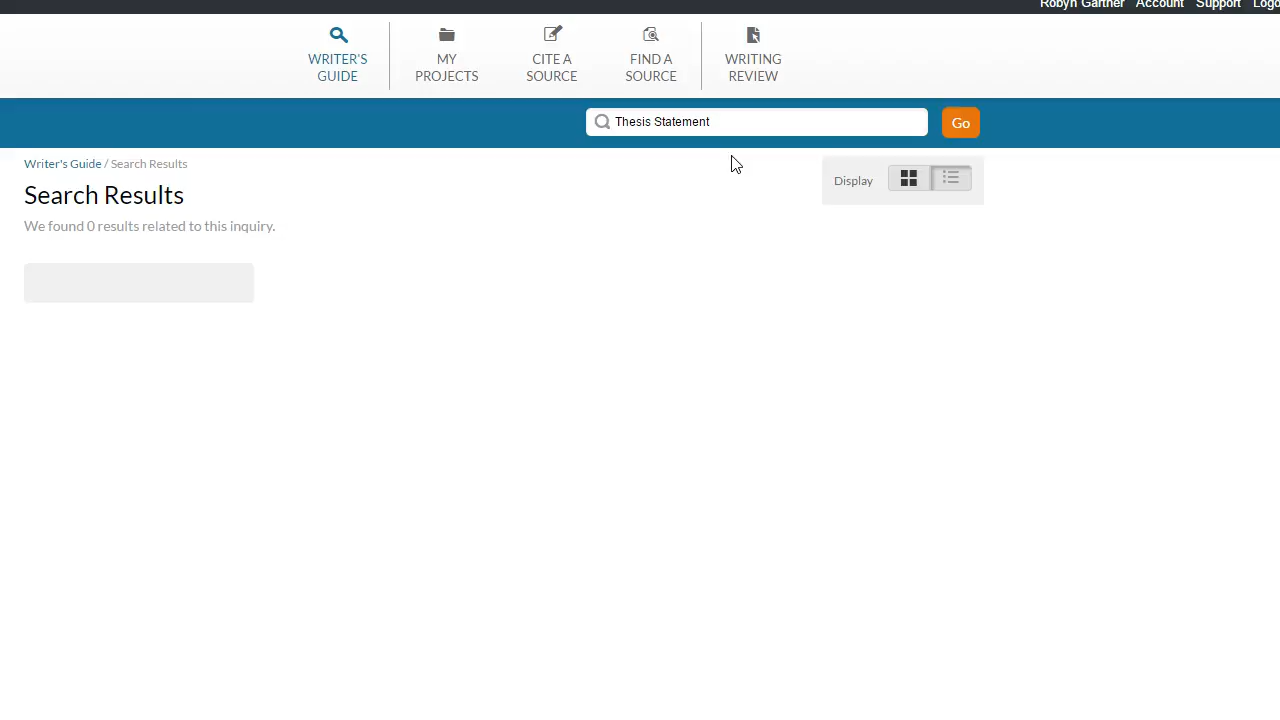 Robyn Gartner Account Support Logo
WRITER'S
GUIDE
MY
PROJECTS
CITE A
SOURCE
FIND A
SOURCE
WRITING
REVIEW
Thesis Statement
Go
Writer's Guide / Search Results
Display
Search Results
We found 0 results related to this inquiry.